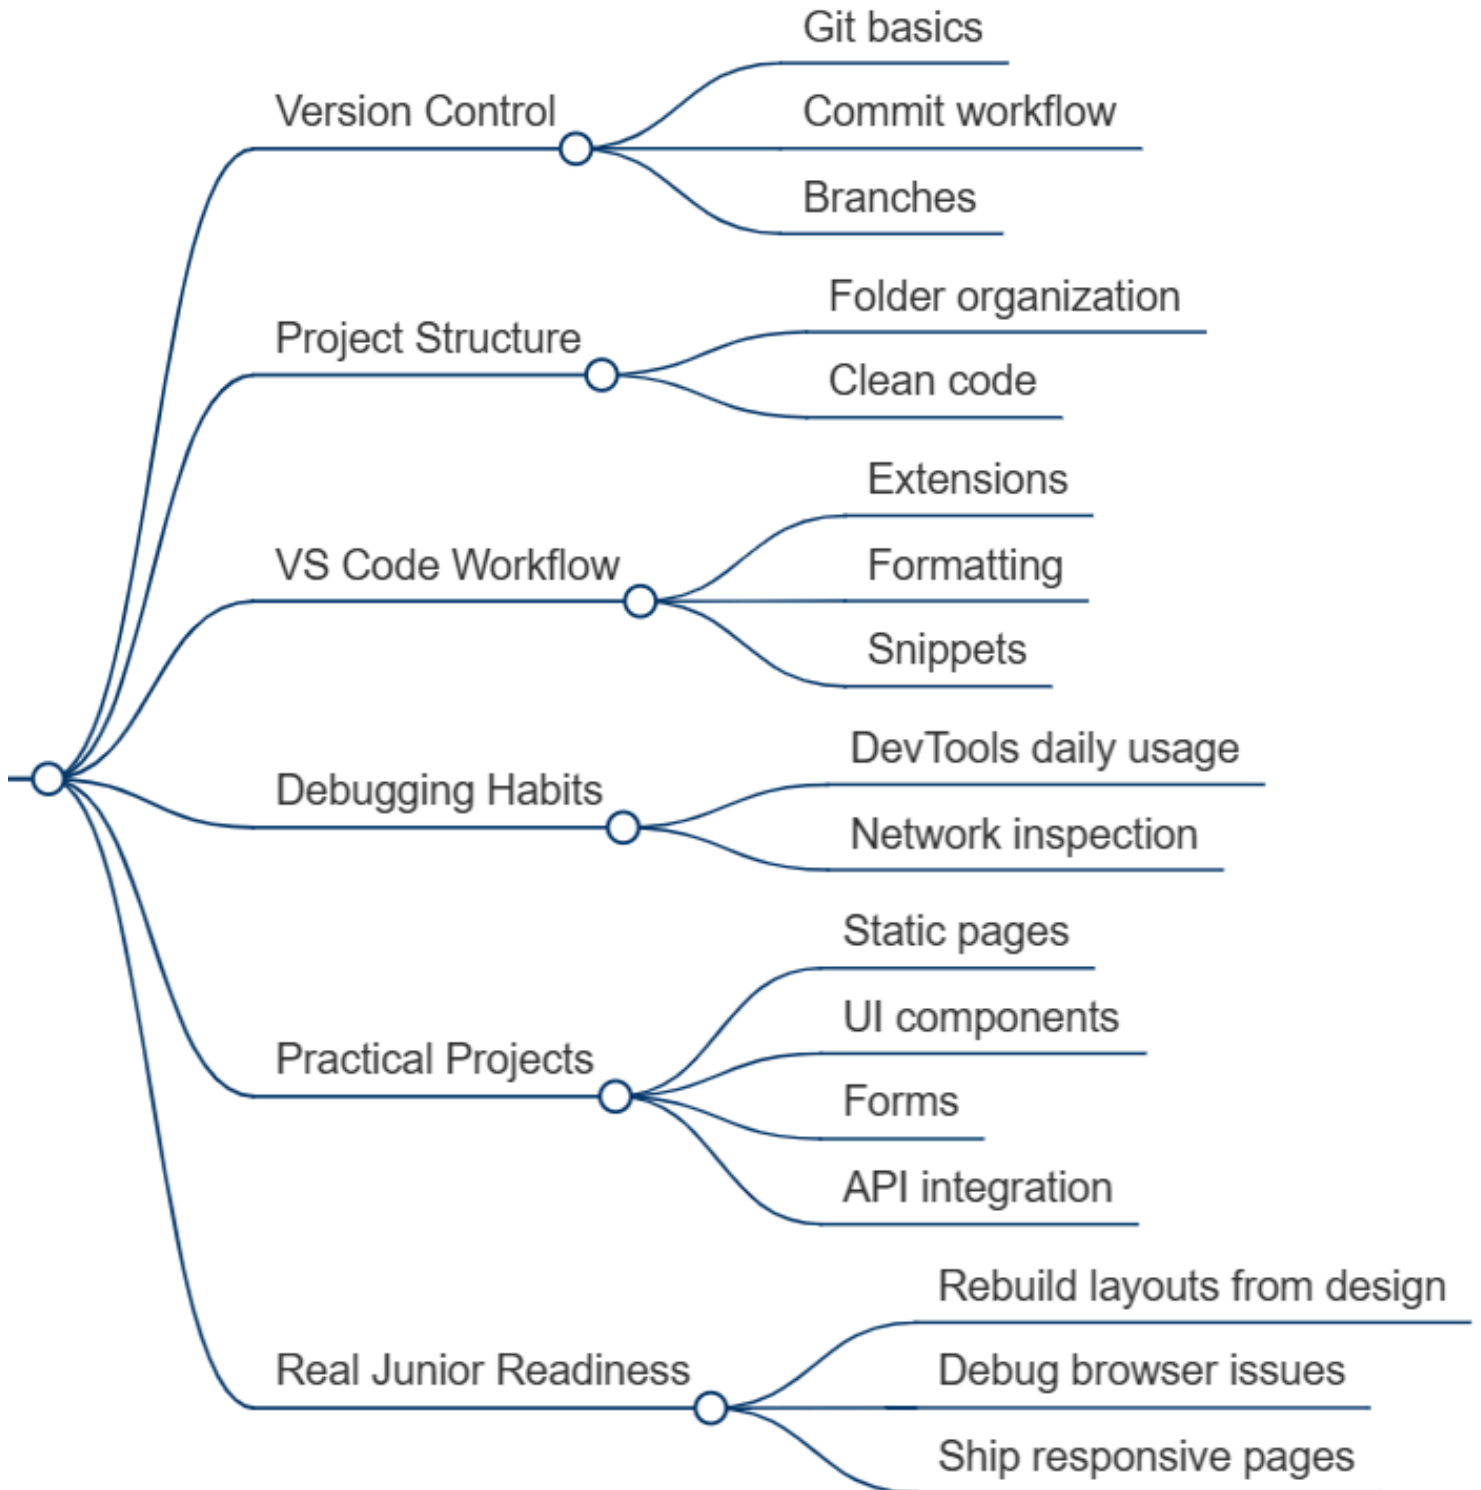 Version Control
Git basics
Commit workflow
Branches
Project Structure
Folder organization
Clean code
VS Code Workflow
Extensions
Formatting
Snippets
Debugging Habits
DevTools daily usage
Network inspection
Practical Projects
Static pages
UI components
Forms
API integration
Real Junior Readiness
Rebuild layouts from design
Debug browser issues
Ship responsive pages